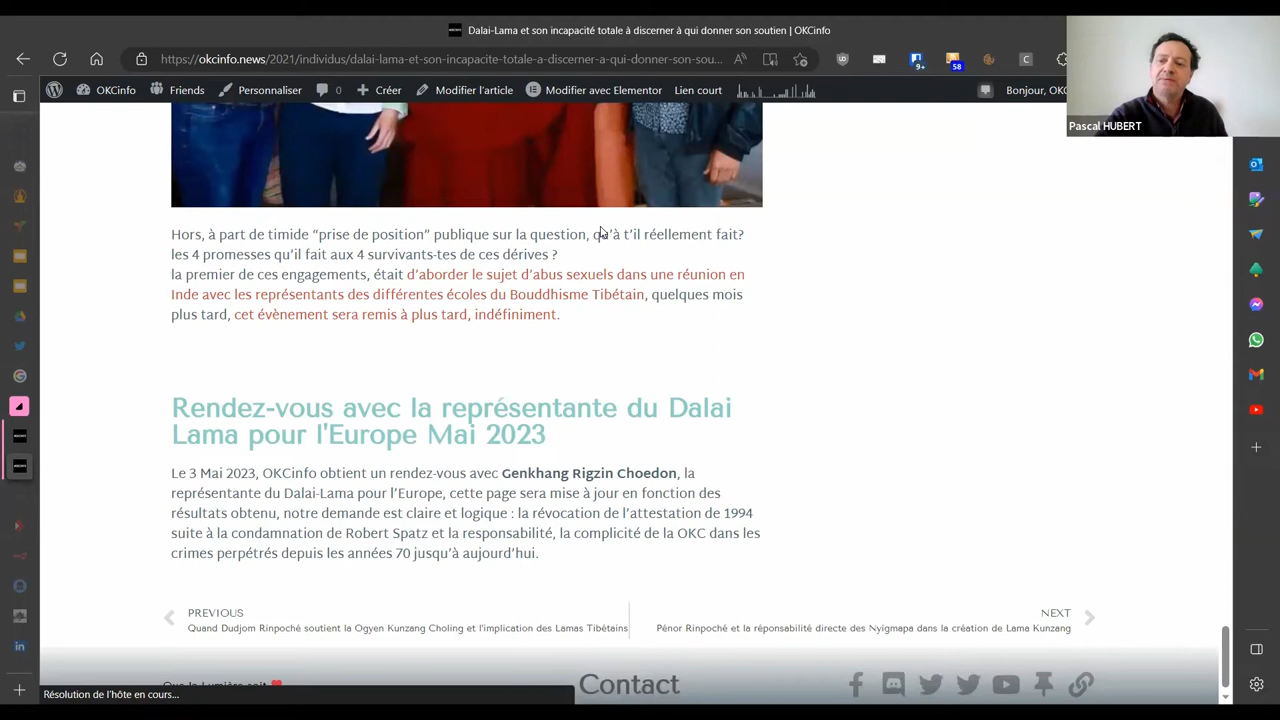 Dalai-Lama et son incapacité totale à discerner à qui donner son soutien | OKCinfo
https://okcinfo.news/2021/individus/dalai-lama-et-son-incapacite-totale-a-discerner-a-qui-donner-son-sou...
9+
58
C
OKCinfo
Friends
Personnaliser
0
Créer
Modifier l'article
Modifier avec Elementor
Lien court
Bonjour, OKC
Pascal HUBERT
Hors, à part de timide “prise de position” publique sur la question, qu'à t'il réellement fait?
les 4 promesses qu'il fait aux 4 survivants-tes de ces dérives ?
la premier de ces engagements, était d'aborder le sujet d'abus sexuels dans une réunion en
Inde avec les représentants des différentes écoles du Bouddhisme Tibétain, quelques mois
plus tard, cet évènement sera remis à plus tard, indéfiniment.
Rendez-vous avec la représentante du Dalai
Lama pour l'Europe Mai 2023
Le 3 Mai 2023, OKCinfo obtient un rendez-vous avec Genkhang Rigzin Choedon, la
représentante du Dalai-Lama pour l'Europe, cette page sera mise à jour en fonction des
résultats obtenu, notre demande est claire et logique : la révocation de l'attestation de 1994
suite à la condamnation de Robert Spatz et la responsabilité, la complicité de la OKC dans les
crimes perpétrés depuis les années 70 jusqu'à aujourd'hui.
PREVIOUS
Quand Dudjom Rinpoché soutient la Ogyen Kunzang Choling et l'implication des Lamas Tibétains
NEXT
Pénor Rinpoché et la réponsabilité directe des Nyigmapa dans la création de Lama Kunzang
Que la Lumière soit
Contact
Résolution de l'hôte en cours...